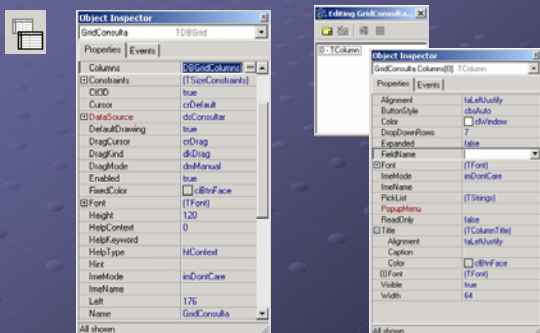 Object Inspector
GridConsulta TDBGrid
Properties Events
Columns (TDBGridColumns)
Constraints (TSizeConstraints)
Ctl3D true
Cursor crDefault
DataSource dsConsultar
DefaultDrawing true
DragCursor crDrag
DragKind dkDrag
DragMode dmManual
Enabled true
FixedColor clBtnFace
Font (TFont)
Height 120
HelpContext 0
HelpKeyword
HelpType htContext
Hint
ImeMode imDontCare
ImeName
Left 176
Name GridConsulta
All shown
Editing GridConsulta...
0 - TColumn
Object Inspector
GridConsulta.Columns[0] TColumn
Properties Events
Alignment taLeftJustify
ButtonStyle cbsAuto
Color clWindow
DropDownRows 7
Expanded false
FieldName
Font (TFont)
ImeMode imDontCare
ImeName
PickList (TStrings)
PopupMenu
ReadOnly false
Title (TColumnTitle)
Alignment taLeftJustify
Caption
Color clBtnFace
Font (TFont)
Visible true
Width 64
All shown